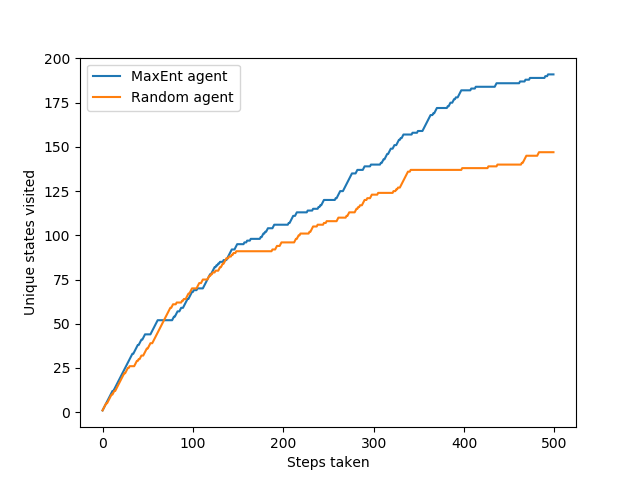 MaxEnt agent
Random agent
200
175
150
125
100
75
50
25
0
Unique states visited
0 100 200 300 400 500
Steps taken